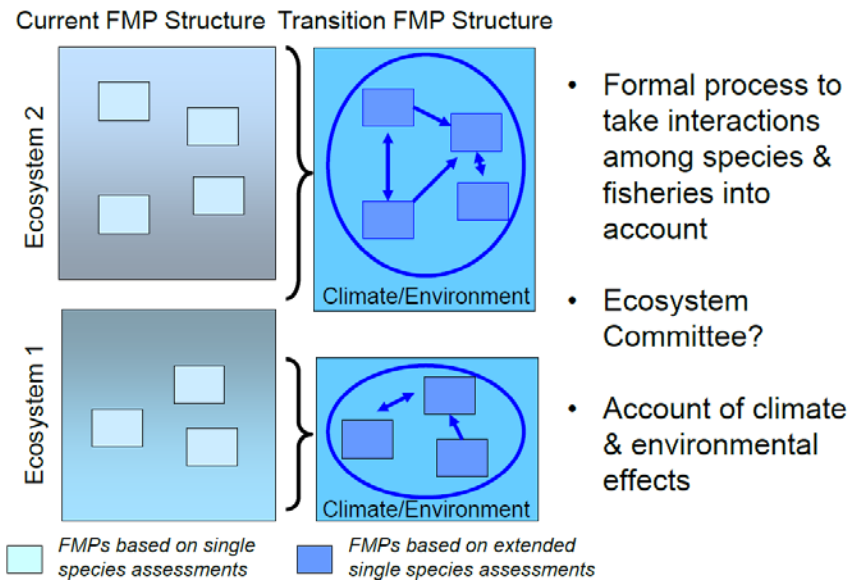 Current FMP Structure
Transition FMP Structure
Ecosystem 2
Climate/Environment
Ecosystem 1
Climate/Environment
• Formal process to
take interactions
among species &
fisheries into
account
• Ecosystem
Committee?
• Account of climate
& environmental
effects
FMPs based on single
species assessments
FMPs based on extended
single species assessments